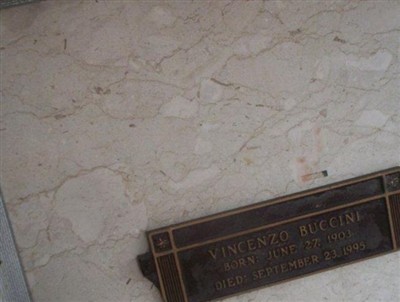 VINCENZO BUCCINI
BORN: JUNE 27, 1903
DIED: SEPTEMBER 23, 1995